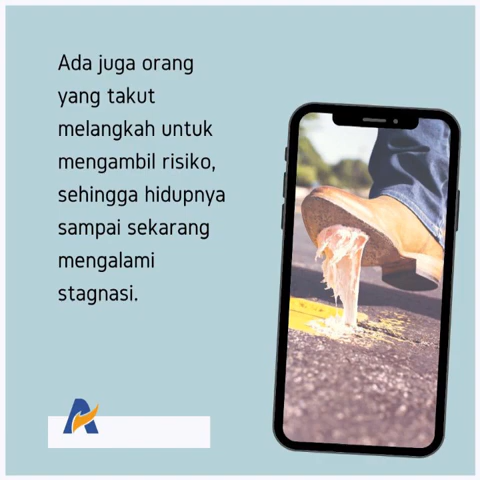 Ada juga orang
yang takut
melangkah untuk
mengambil risiko,
sehingga hidupnya
sampai sekarang
mengalami
stagnasi.